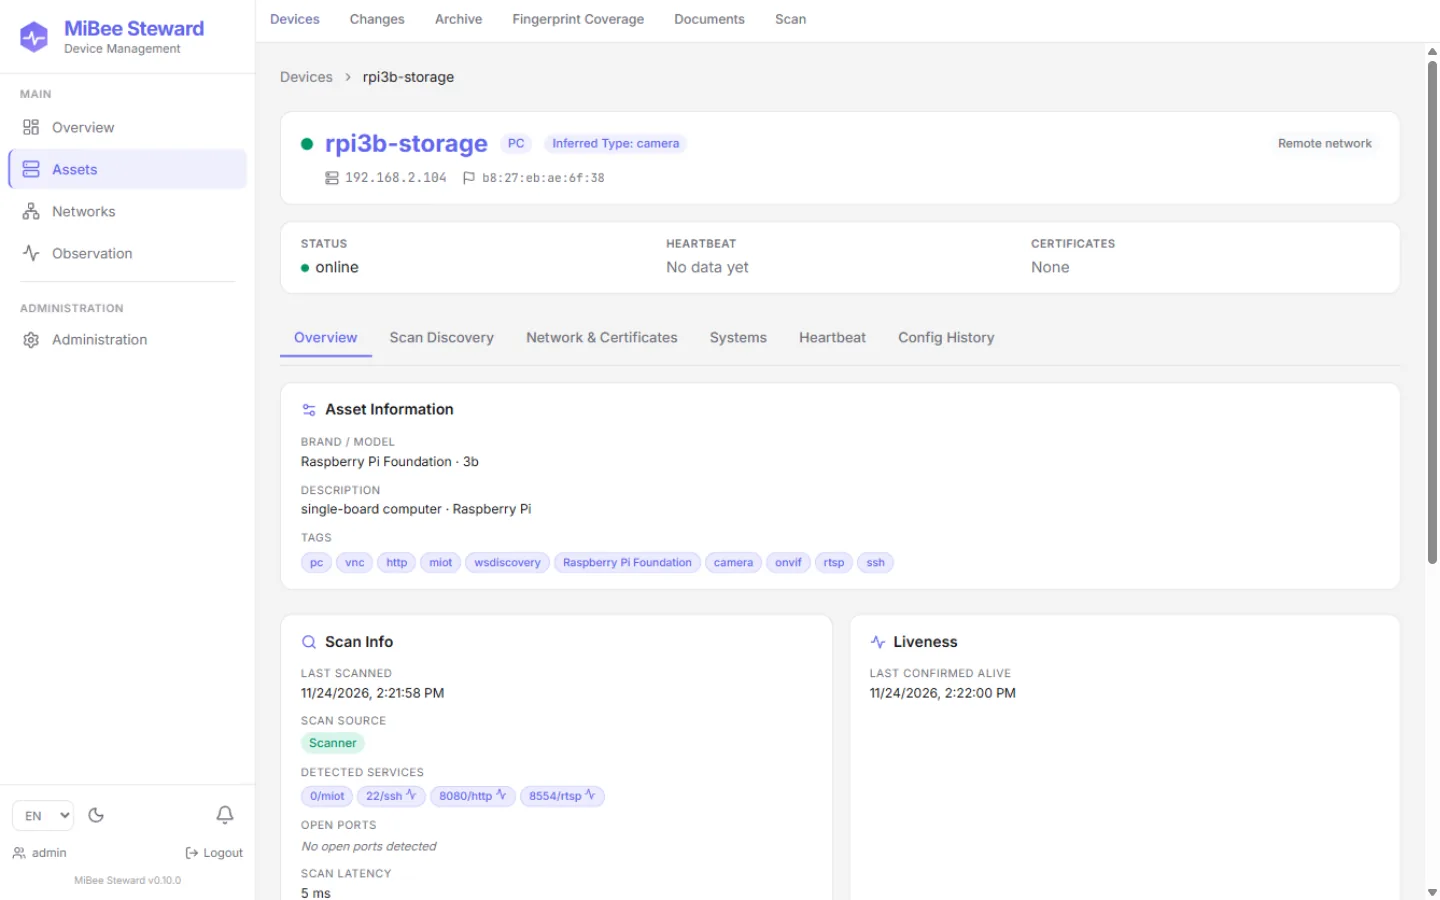 MiBee Steward
Device Management
MAIN
Overview
Assets
Networks
Observation
ADMINISTRATION
Administration
EN
admin
Logout
MiBee Steward v0.10.0
Devices Changes Archive Fingerprint Coverage Documents Scan
Devices > rpi3b-storage
rpi3b-storage PC Inferred Type: camera Remote network
192.168.2.104 b8:27:eb:ae:6f:38
STATUS HEARTBEAT CERTIFICATES
online No data yet None
Overview Scan Discovery Network & Certificates Systems Heartbeat Config History
Asset Information
BRAND / MODEL
Raspberry Pi Foundation · 3b
DESCRIPTION
single-board computer · Raspberry Pi
TAGS
pc vnc http miot wsdiscovery Raspberry Pi Foundation camera onvif rtsp ssh
Scan Info
LAST SCANNED
11/24/2026, 2:21:58 PM
SCAN SOURCE
Scanner
DETECTED SERVICES
0/miot 22/ssh 8080/http 8554/rtsp
OPEN PORTS
No open ports detected
SCAN LATENCY
5 ms
Liveness
LAST CONFIRMED ALIVE
11/24/2026, 2:22:00 PM